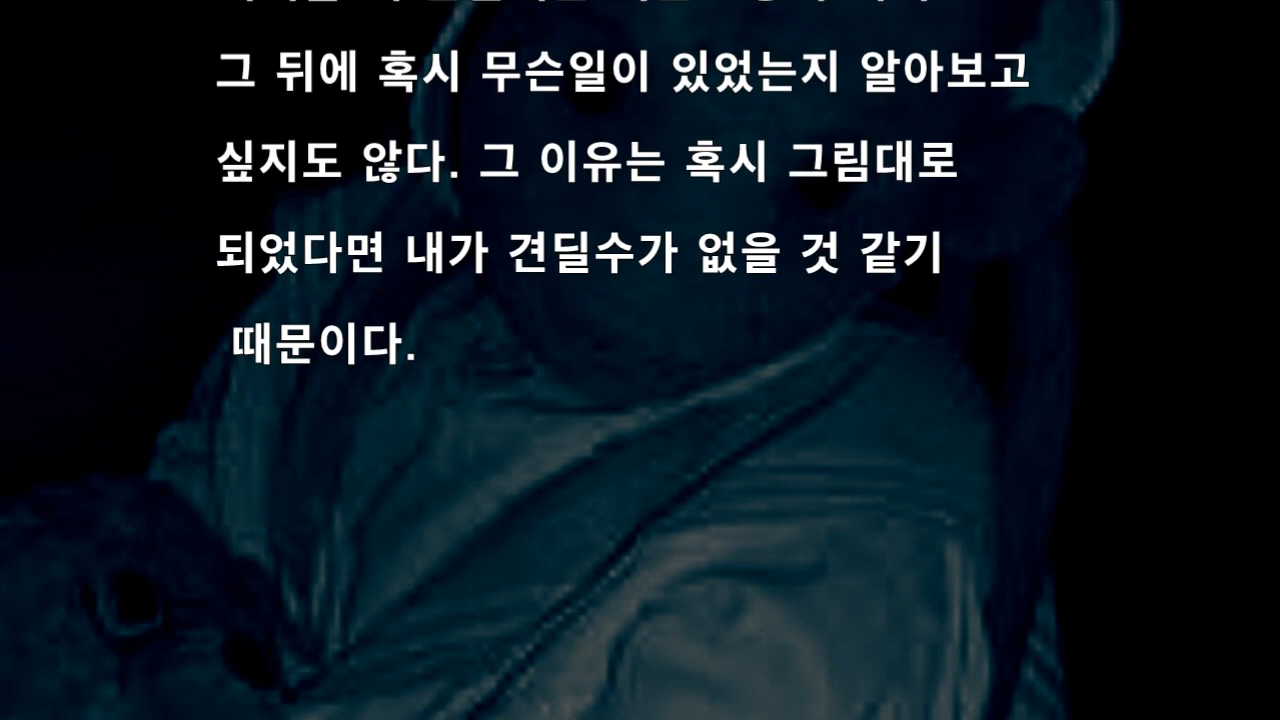 그 뒤에 혹시 무슨일이 있었는지 알아보고
싶지도 않다. 그 이유는 혹시 그림대로
되었다면 내가 견딜수가 없을 것 같기
때문이다.